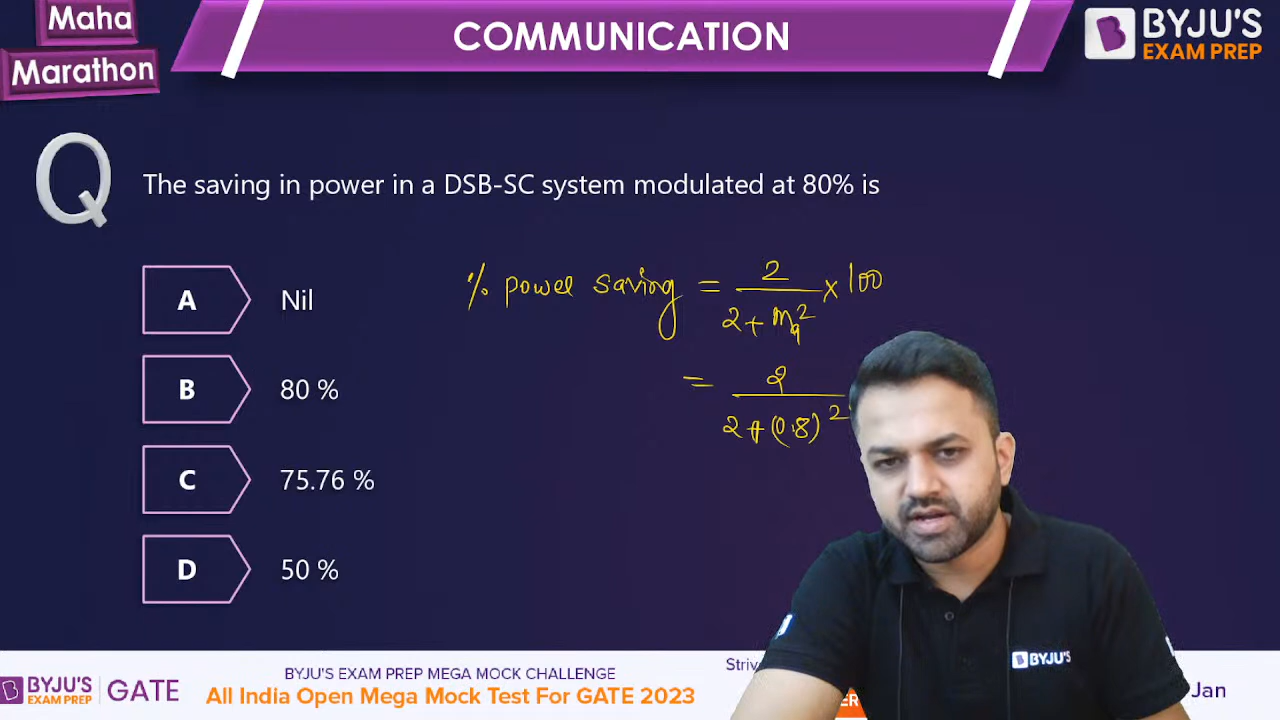 Maha
Marathon
COMMUNICATION
BYJU'S
EXAM PREP
Q
The saving in power in a DSB-SC system modulated at 80% is
A Nil
B 80 %
C 75.76 %
D 50 %
% power saving = 2 / 2 + ma² × 100
= 2 / 2 + (0.8)²
BYJU'S
BYJU'S
EXAM PREP
GATE
BYJU'S EXAM PREP MEGA MOCK CHALLENGE
All India Open Mega Mock Test For GATE 2023
Jan